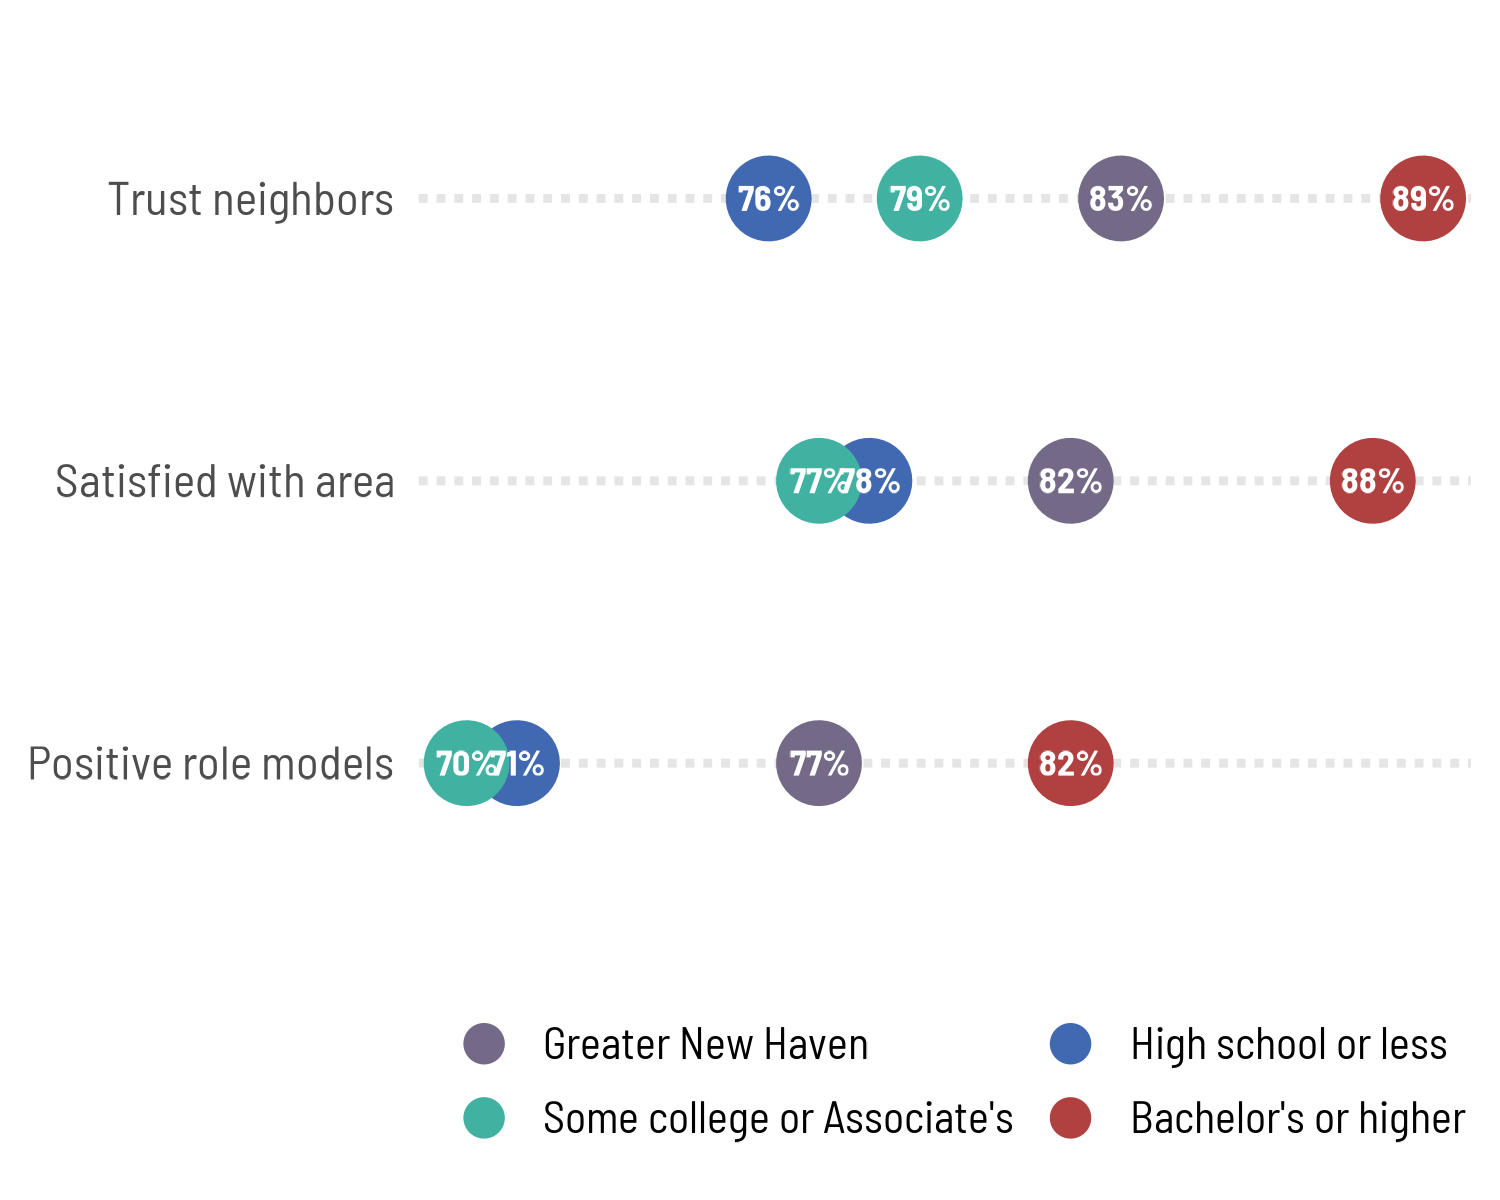 Trust neighbors 76% 79% 83% 89%
Satisfied with area 77% 78% 82% 88%
Positive role models 70% 71% 77% 82%
Greater New Haven High school or less
Some college or Associate's Bachelor's or higher